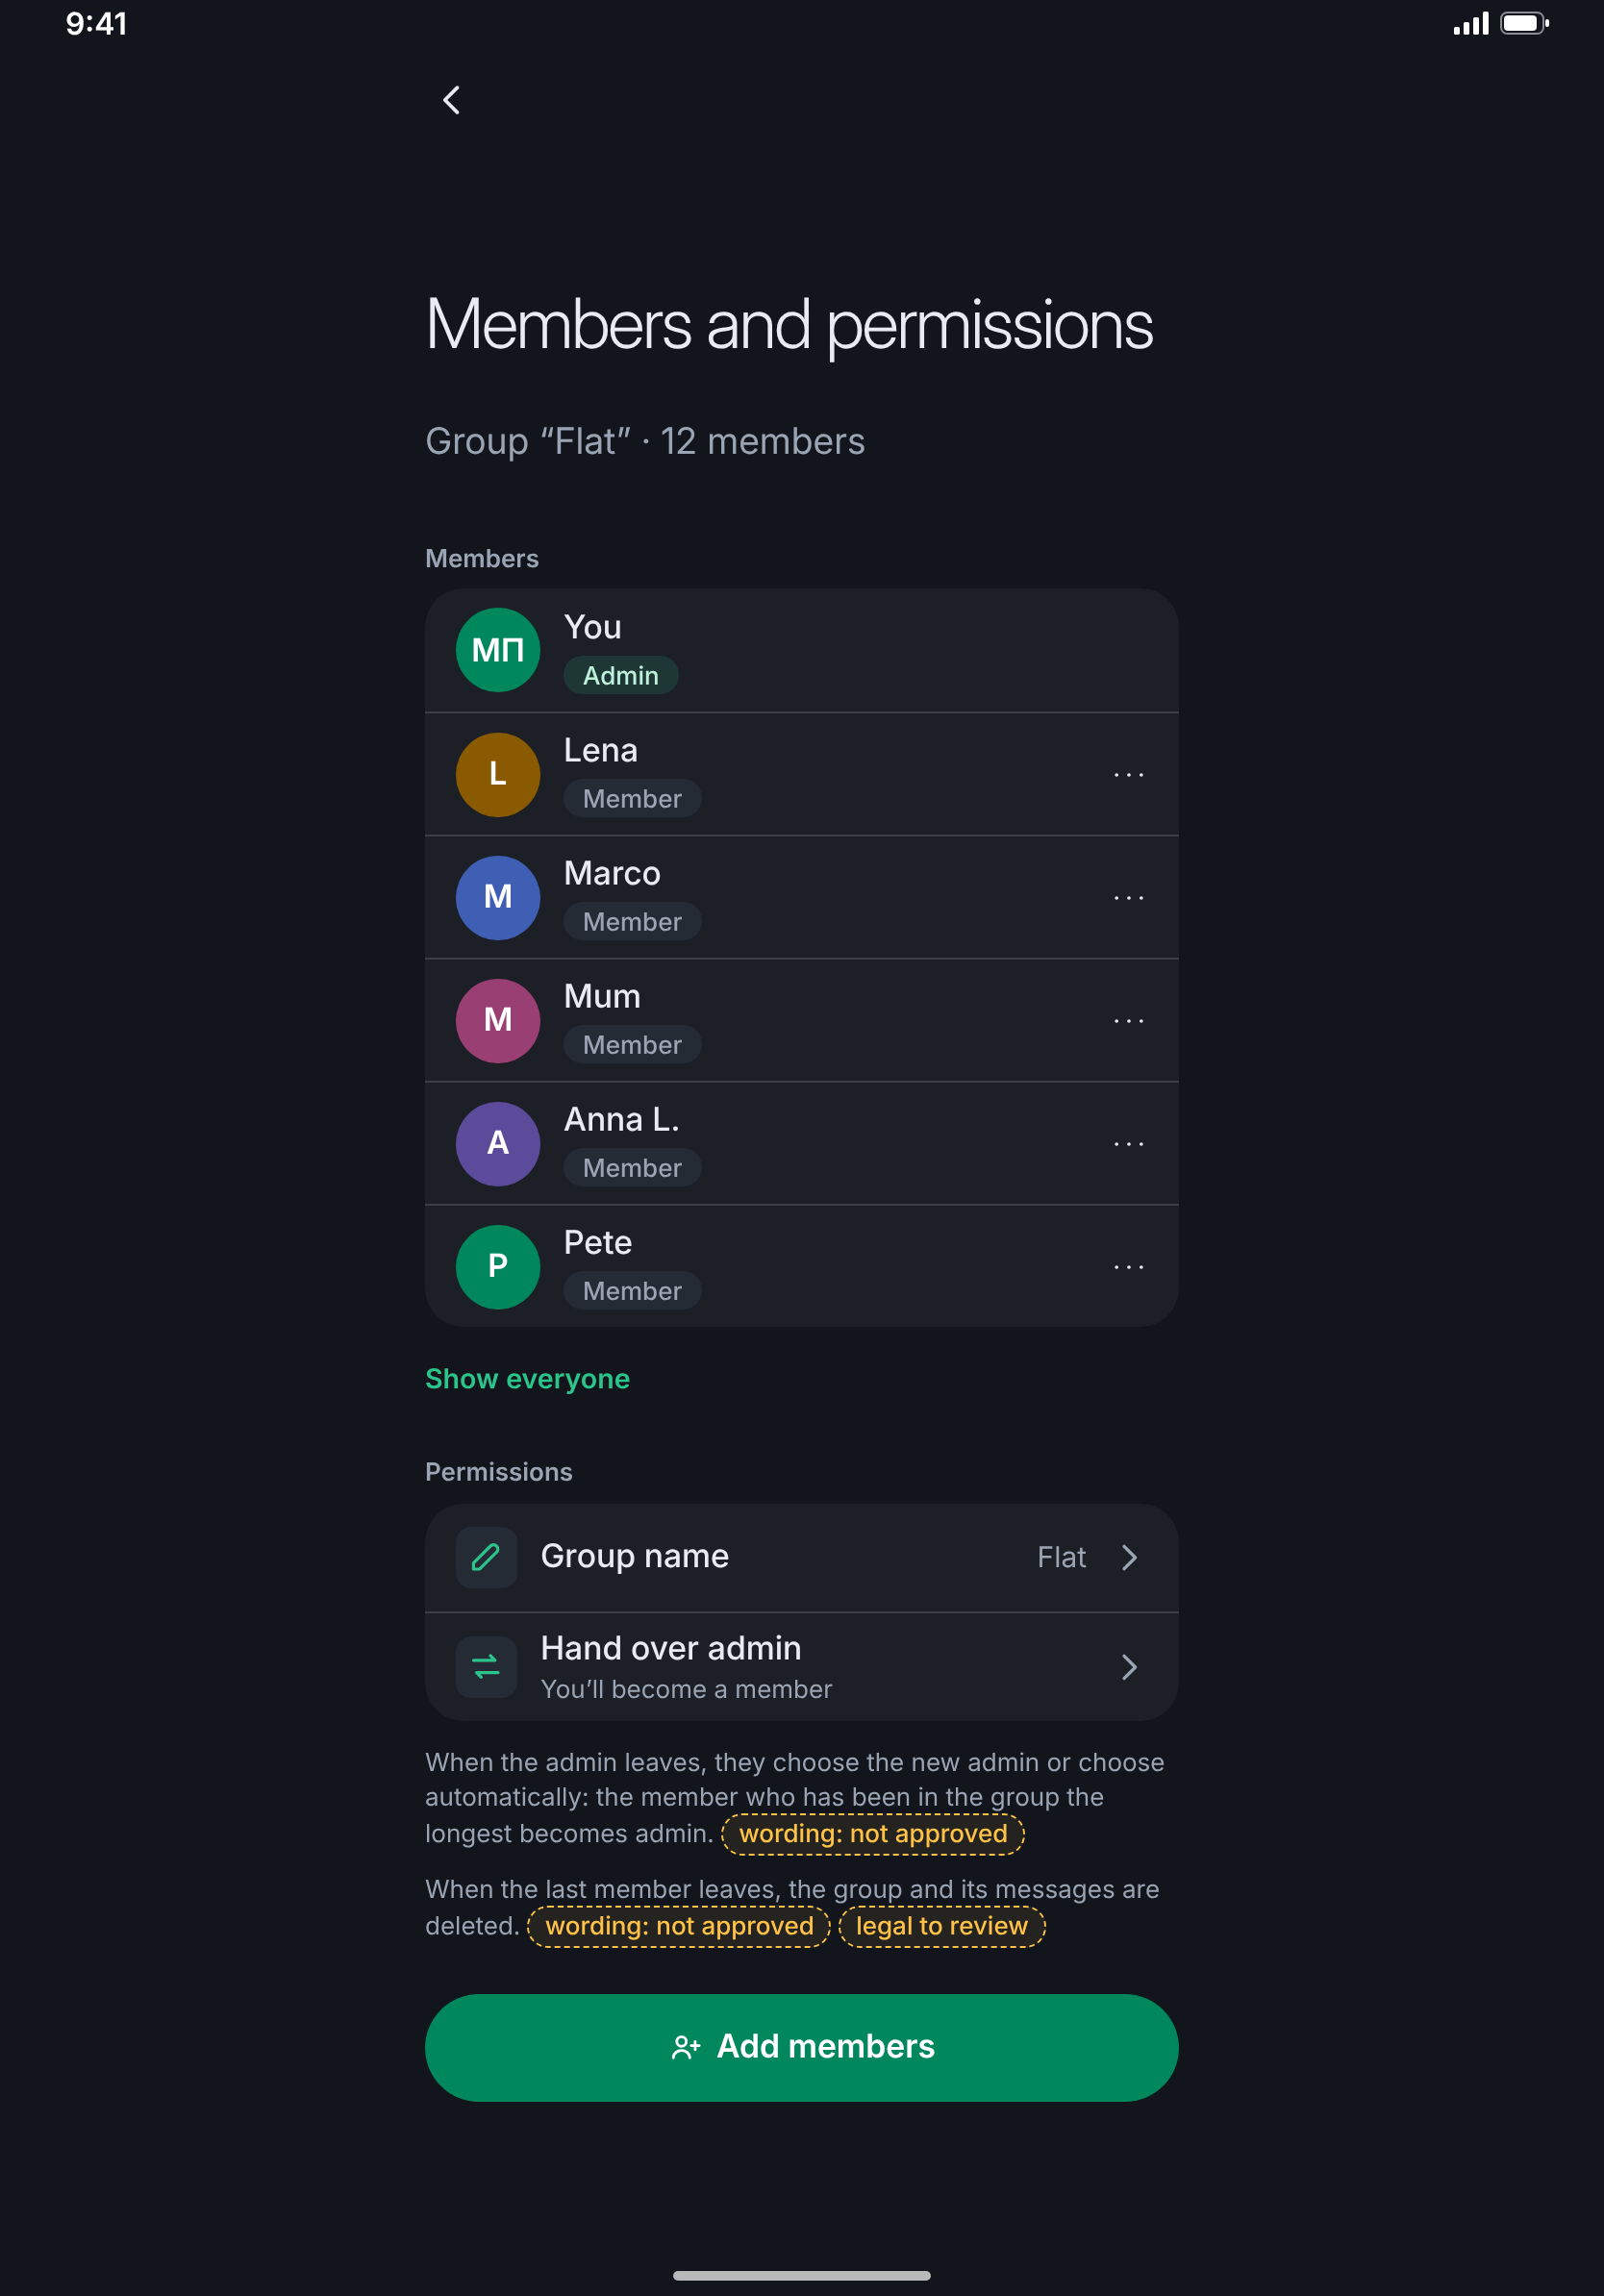 9:41
Members and permissions
Group “Flat” · 12 members
Members
МП
You
Admin
L
Lena
Member
M
Marco
Member
M
Mum
Member
A
Anna L.
Member
P
Pete
Member
Show everyone
Permissions
Group name
Flat
Hand over admin
You’ll become a member
When the admin leaves, they choose the new admin or choose
automatically: the member who has been in the group the
longest becomes admin. wording: not approved
When the last member leaves, the group and its messages are
deleted. wording: not approved legal to review
Add members